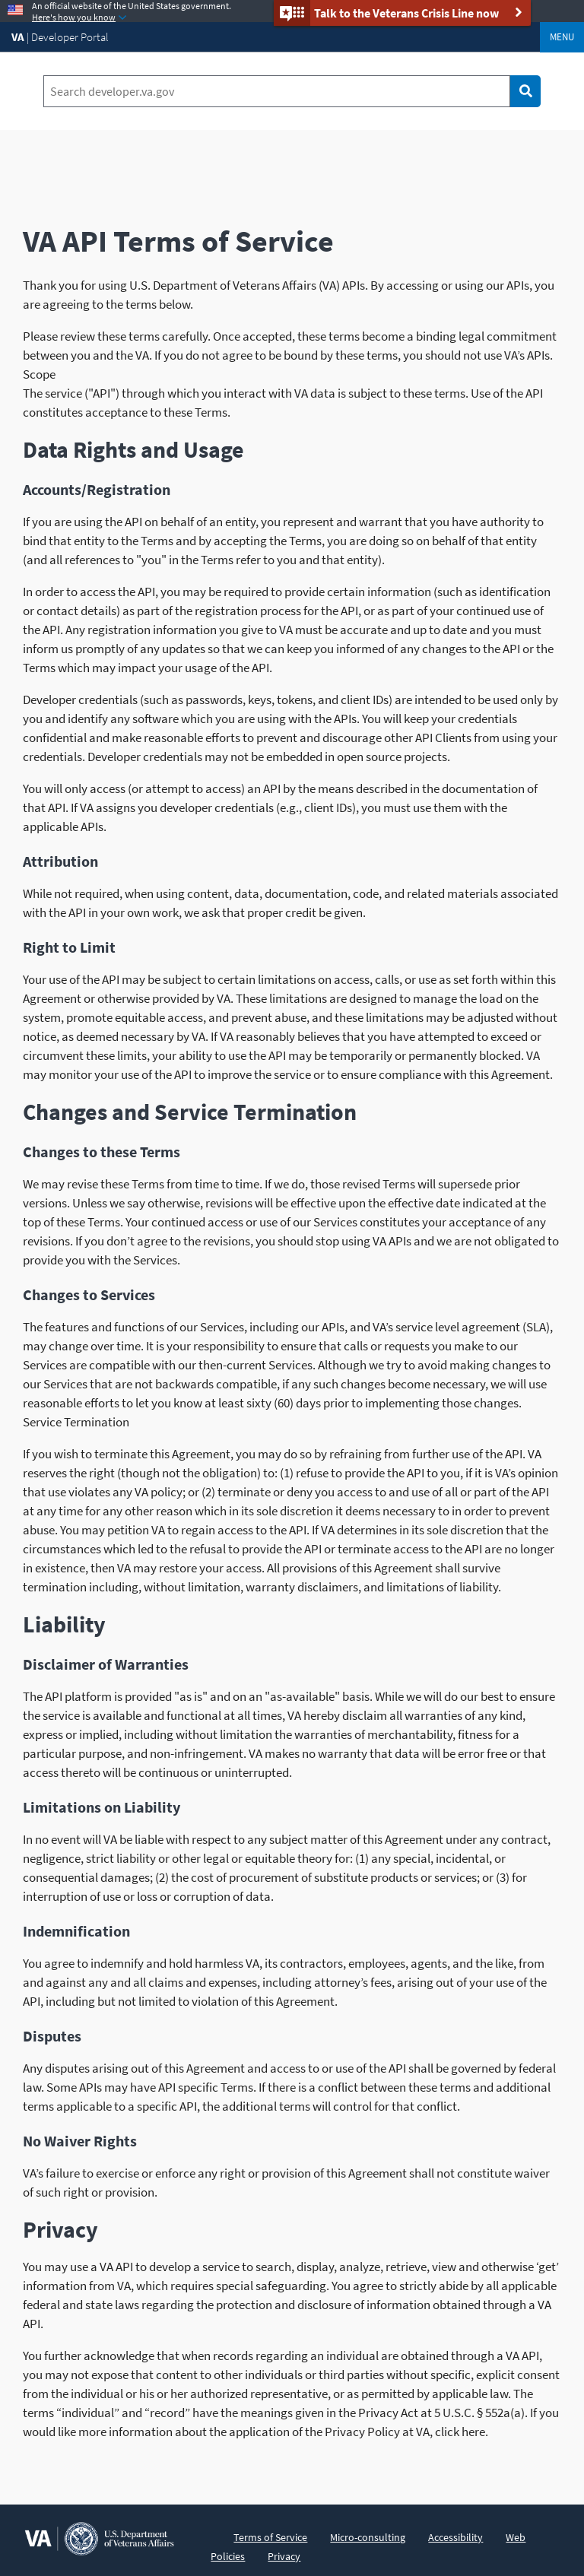 An official website of the United States government.
Here's how you know
Talk to the Veterans Crisis Line now
VA | Developer Portal
MENU
Search developer.va.gov
VA API Terms of Service
Thank you for using U.S. Department of Veterans Affairs (VA) APIs. By accessing or using our APIs, you
are agreeing to the terms below.
Please review these terms carefully. Once accepted, these terms become a binding legal commitment
between you and the VA. If you do not agree to be bound by these terms, you should not use VA’s APIs.
Scope
The service ("API") through which you interact with VA data is subject to these terms. Use of the API
constitutes acceptance to these Terms.
Data Rights and Usage
Accounts/Registration
If you are using the API on behalf of an entity, you represent and warrant that you have authority to
bind that entity to the Terms and by accepting the Terms, you are doing so on behalf of that entity
(and all references to "you" in the Terms refer to you and that entity).
In order to access the API, you may be required to provide certain information (such as identification
or contact details) as part of the registration process for the API, or as part of your continued use of
the API. Any registration information you give to VA must be accurate and up to date and you must
inform us promptly of any updates so that we can keep you informed of any changes to the API or the
Terms which may impact your usage of the API.
Developer credentials (such as passwords, keys, tokens, and client IDs) are intended to be used only by
you and identify any software which you are using with the APIs. You will keep your credentials
confidential and make reasonable efforts to prevent and discourage other API Clients from using your
credentials. Developer credentials may not be embedded in open source projects.
You will only access (or attempt to access) an API by the means described in the documentation of
that API. If VA assigns you developer credentials (e.g., client IDs), you must use them with the
applicable APIs.
Attribution
While not required, when using content, data, documentation, code, and related materials associated
with the API in your own work, we ask that proper credit be given.
Right to Limit
Your use of the API may be subject to certain limitations on access, calls, or use as set forth within this
Agreement or otherwise provided by VA. These limitations are designed to manage the load on the
system, promote equitable access, and prevent abuse, and these limitations may be adjusted without
notice, as deemed necessary by VA. If VA reasonably believes that you have attempted to exceed or
circumvent these limits, your ability to use the API may be temporarily or permanently blocked. VA
may monitor your use of the API to improve the service or to ensure compliance with this Agreement.
Changes and Service Termination
Changes to these Terms
We may revise these Terms from time to time. If we do, those revised Terms will supersede prior
versions. Unless we say otherwise, revisions will be effective upon the effective date indicated at the
top of these Terms. Your continued access or use of our Services constitutes your acceptance of any
revisions. If you don’t agree to the revisions, you should stop using VA APIs and we are not obligated to
provide you with the Services.
Changes to Services
The features and functions of our Services, including our APIs, and VA’s service level agreement (SLA),
may change over time. It is your responsibility to ensure that calls or requests you make to our
Services are compatible with our then-current Services. Although we try to avoid making changes to
our Services that are not backwards compatible, if any such changes become necessary, we will use
reasonable efforts to let you know at least sixty (60) days prior to implementing those changes.
Service Termination
If you wish to terminate this Agreement, you may do so by refraining from further use of the API. VA
reserves the right (though not the obligation) to: (1) refuse to provide the API to you, if it is VA’s opinion
that use violates any VA policy; or (2) terminate or deny you access to and use of all or part of the API
at any time for any other reason which in its sole discretion it deems necessary to in order to prevent
abuse. You may petition VA to regain access to the API. If VA determines in its sole discretion that the
circumstances which led to the refusal to provide the API or terminate access to the API are no longer
in existence, then VA may restore your access. All provisions of this Agreement shall survive
termination including, without limitation, warranty disclaimers, and limitations of liability.
Liability
Disclaimer of Warranties
The API platform is provided "as is" and on an "as-available" basis. While we will do our best to ensure
the service is available and functional at all times, VA hereby disclaim all warranties of any kind,
express or implied, including without limitation the warranties of merchantability, fitness for a
particular purpose, and non-infringement. VA makes no warranty that data will be error free or that
access thereto will be continuous or uninterrupted.
Limitations on Liability
In no event will VA be liable with respect to any subject matter of this Agreement under any contract,
negligence, strict liability or other legal or equitable theory for: (1) any special, incidental, or
consequential damages; (2) the cost of procurement of substitute products or services; or (3) for
interruption of use or loss or corruption of data.
Indemnification
You agree to indemnify and hold harmless VA, its contractors, employees, agents, and the like, from
and against any and all claims and expenses, including attorney’s fees, arising out of your use of the
API, including but not limited to violation of this Agreement.
Disputes
Any disputes arising out of this Agreement and access to or use of the API shall be governed by federal
law. Some APIs may have API specific Terms. If there is a conflict between these terms and additional
terms applicable to a specific API, the additional terms will control for that conflict.
No Waiver Rights
VA’s failure to exercise or enforce any right or provision of this Agreement shall not constitute waiver
of such right or provision.
Privacy
You may use a VA API to develop a service to search, display, analyze, retrieve, view and otherwise ‘get’
information from VA, which requires special safeguarding. You agree to strictly abide by all applicable
federal and state laws regarding the protection and disclosure of information obtained through a VA
API.
You further acknowledge that when records regarding an individual are obtained through a VA API,
you may not expose that content to other individuals or third parties without specific, explicit consent
from the individual or his or her authorized representative, or as permitted by applicable law. The
terms “individual” and “record” have the meanings given in the Privacy Act at 5 U.S.C. § 552a(a). If you
would like more information about the application of the Privacy Policy at VA, click here.
VA
U.S. Department
of Veterans Affairs
Terms of Service Micro-consulting Accessibility Web
Policies Privacy